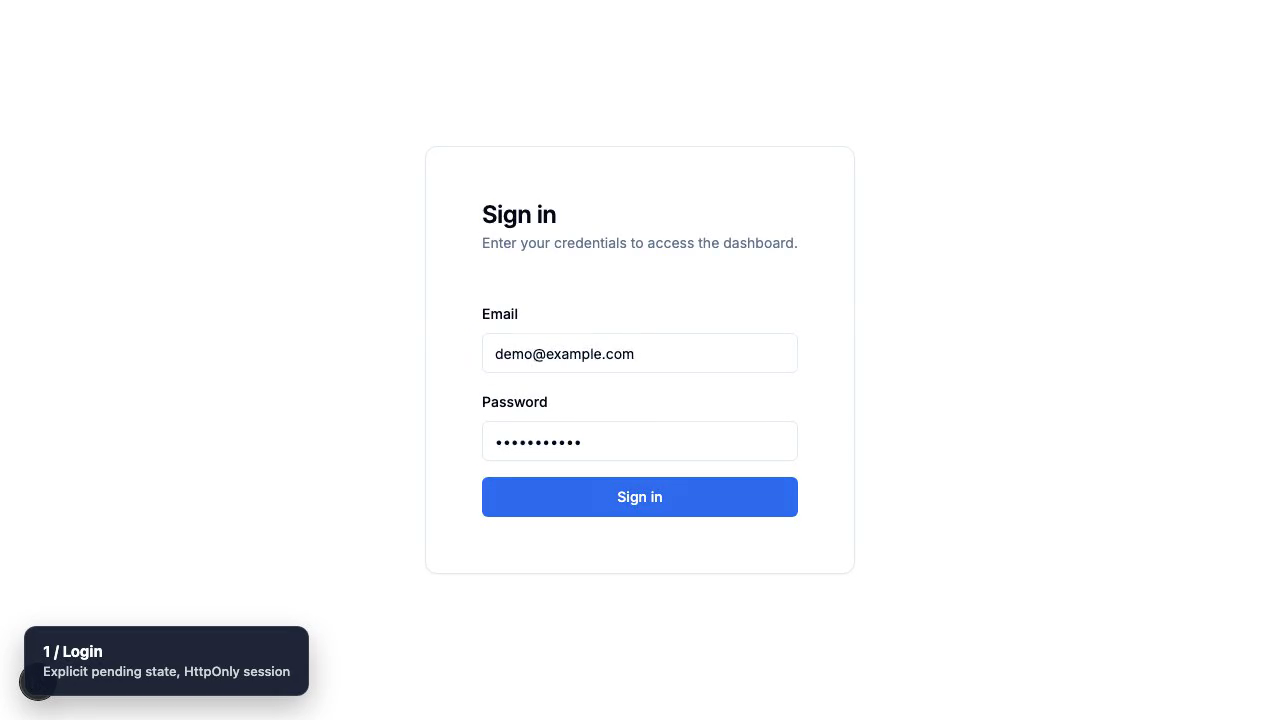 Sign in
Enter your credentials to access the dashboard.
Email
demo@example.com
Password
•••••••••••
Sign in
1 / Login
Explicit pending state, HttpOnly session